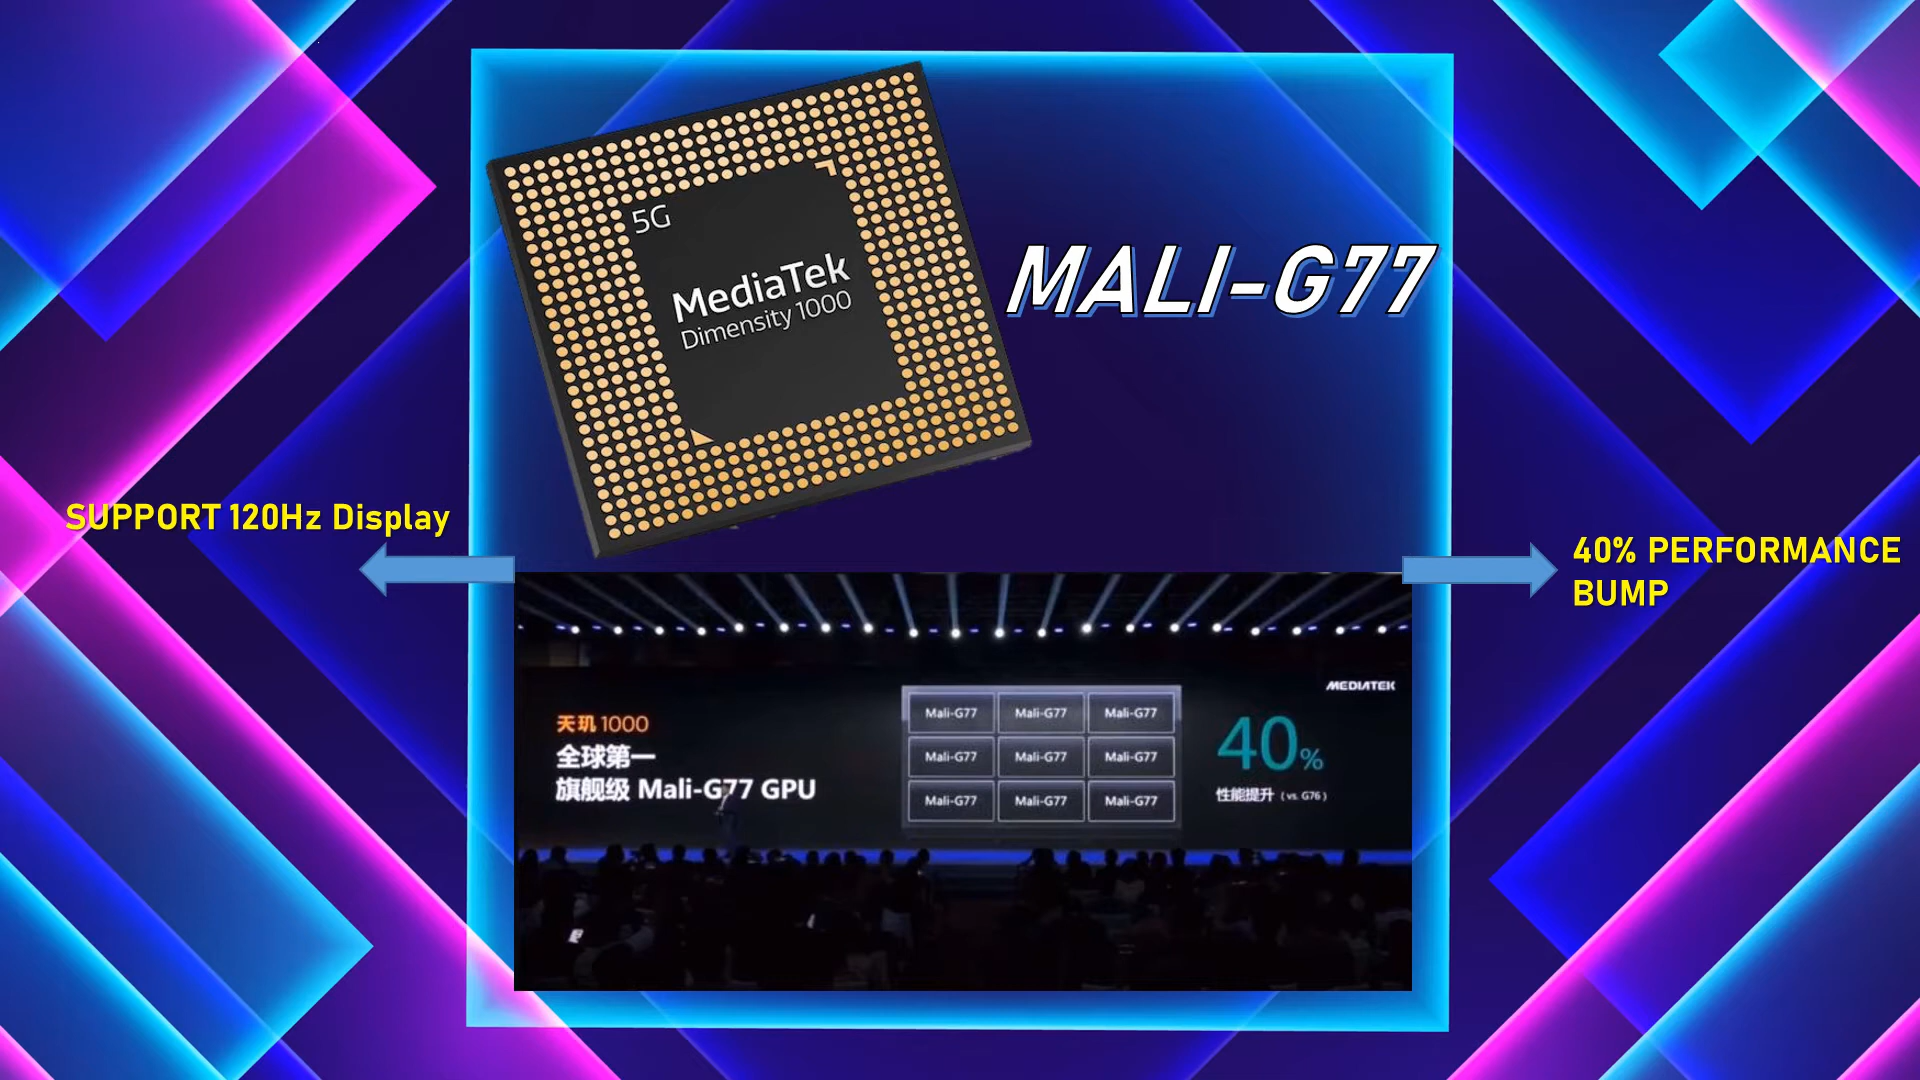 5G
MediaTek
Dimensity 1000
MALI-G77
SUPPORT 120Hz Display
40% PERFORMANCE
BUMP
MEDIATEK
天玑 1000
全球第一
旗舰级 Mali-G77 GPU
Mali-G77 Mali-G77 Mali-G77
Mali-G77 Mali-G77 Mali-G77
Mali-G77 Mali-G77 Mali-G77
40%
性能提升 (vs. G76)